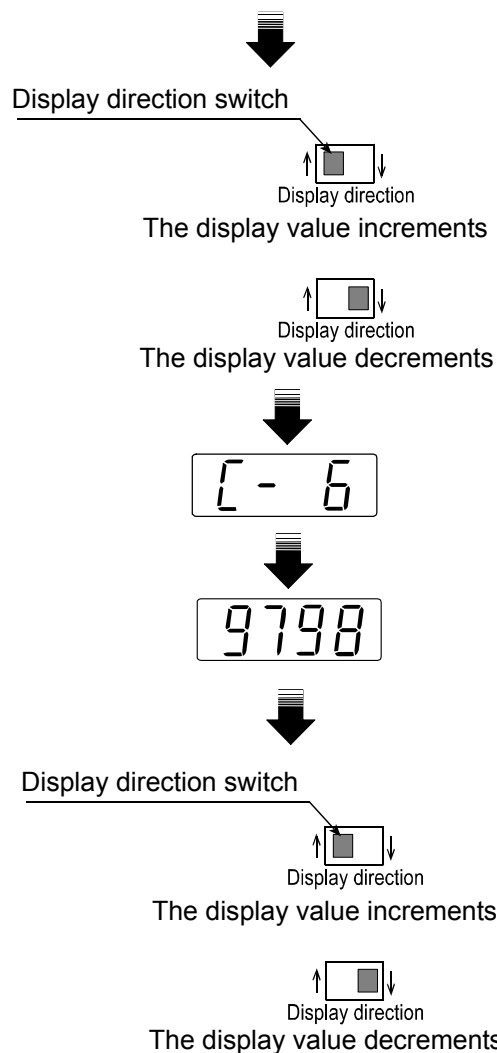 Display direction switch
↑ ↓
Display direction
The display value increments
↑ ↓
Display direction
The display value decrements
C- 6
9798
Display direction switch
↑ ↓
Display direction
The display value increments
↑ ↓
Display direction
The display value decrements